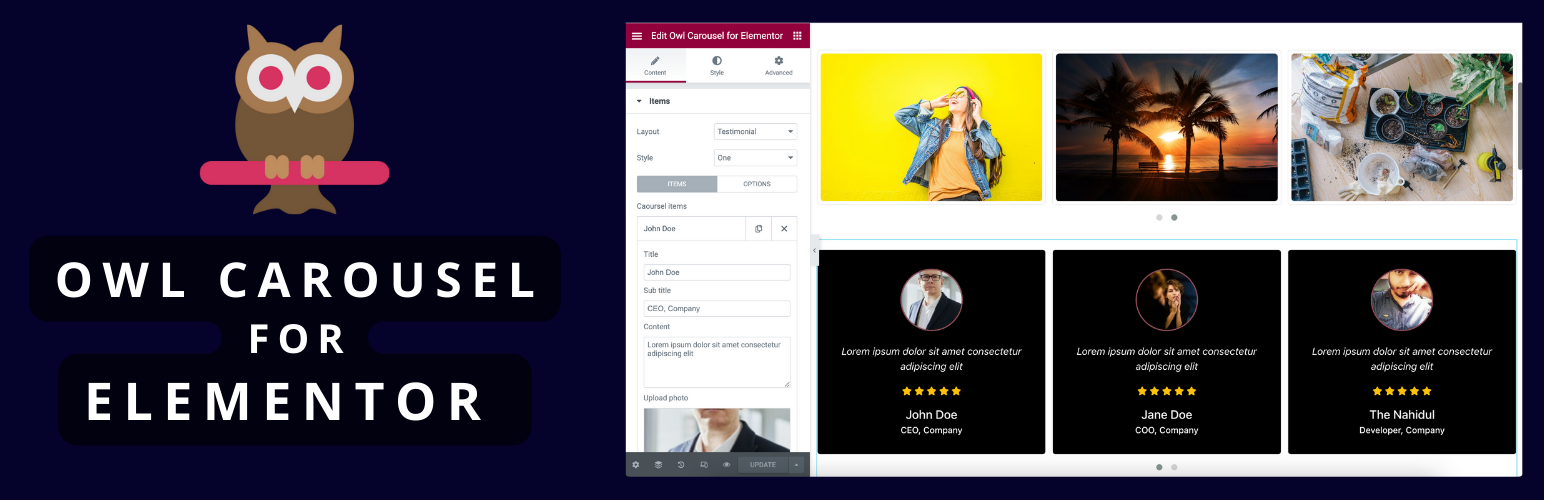 OWL CAROUSEL
FOR
ELEMENTOR
Edit Owl Carousel for Elementor
Content
Style
Advanced
Items
Layout
Testimonial
Style
One
ITEMS
OPTIONS
Caoursel items
John Doe
Title
John Doe
Sub title
CEO, Company
Content
Lorem ipsum dolor sit amet consectetur
adipiscing elit
Upload photo
UPDATE
Lorem ipsum dolor sit amet consectetur
adipiscing elit
John Doe
CEO, Company
Lorem ipsum dolor sit amet consectetur
adipiscing elit
Jane Doe
COO, Company
Lorem ipsum dolor sit amet consectetur
adipiscing elit
The Nahidul
Developer, Company